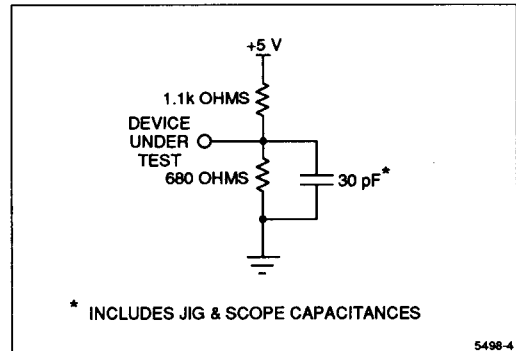 +5 V
1.1k OHMS
DEVICE
UNDER
TEST
680 OHMS
30 pF*
* INCLUDES JIG & SCOPE CAPACITANCES
5498-4